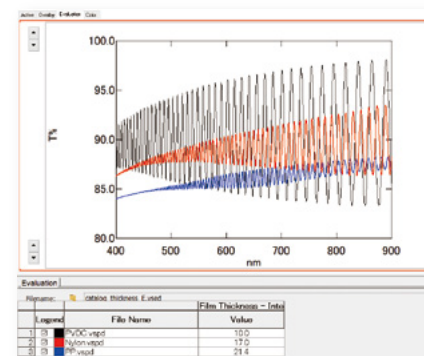 Active Overlay Evaluation Color
100.0
95.0
90.0
85.0
80.0
T%
400 500 600 700 800 900
nm
Evaluation
Filename: catalog_thickness_E.vspd
Film Thickness - Inte
Legend File Name Value
1 PVDC.vspd 10.0
2 Nylon.vspd 17.0
3 PP.vspd 21.4